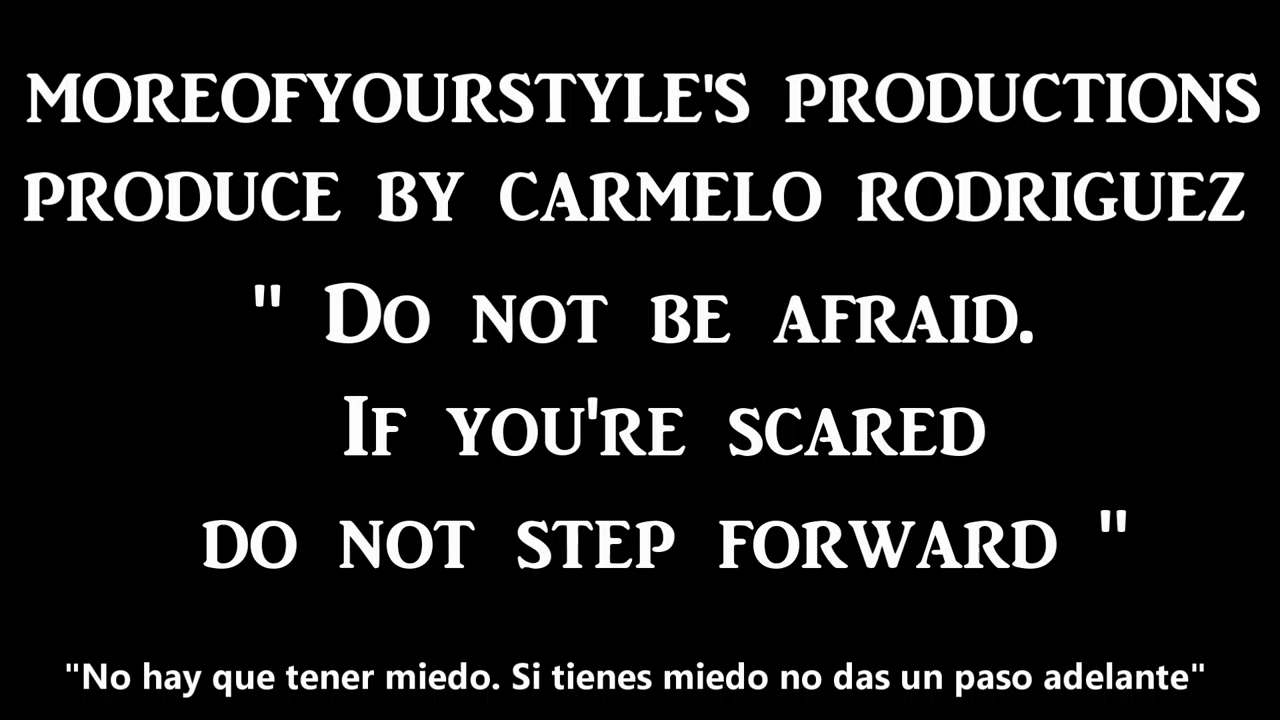 MOREOFYOURSTYLE'S PRODUCTIONS
PRODUCE BY CARMELO RODRIGUEZ
" DO NOT BE AFRAID.
IF YOU'RE SCARED
DO NOT STEP FORWARD "
"No hay que tener miedo. Si tienes miedo no das un paso adelante"